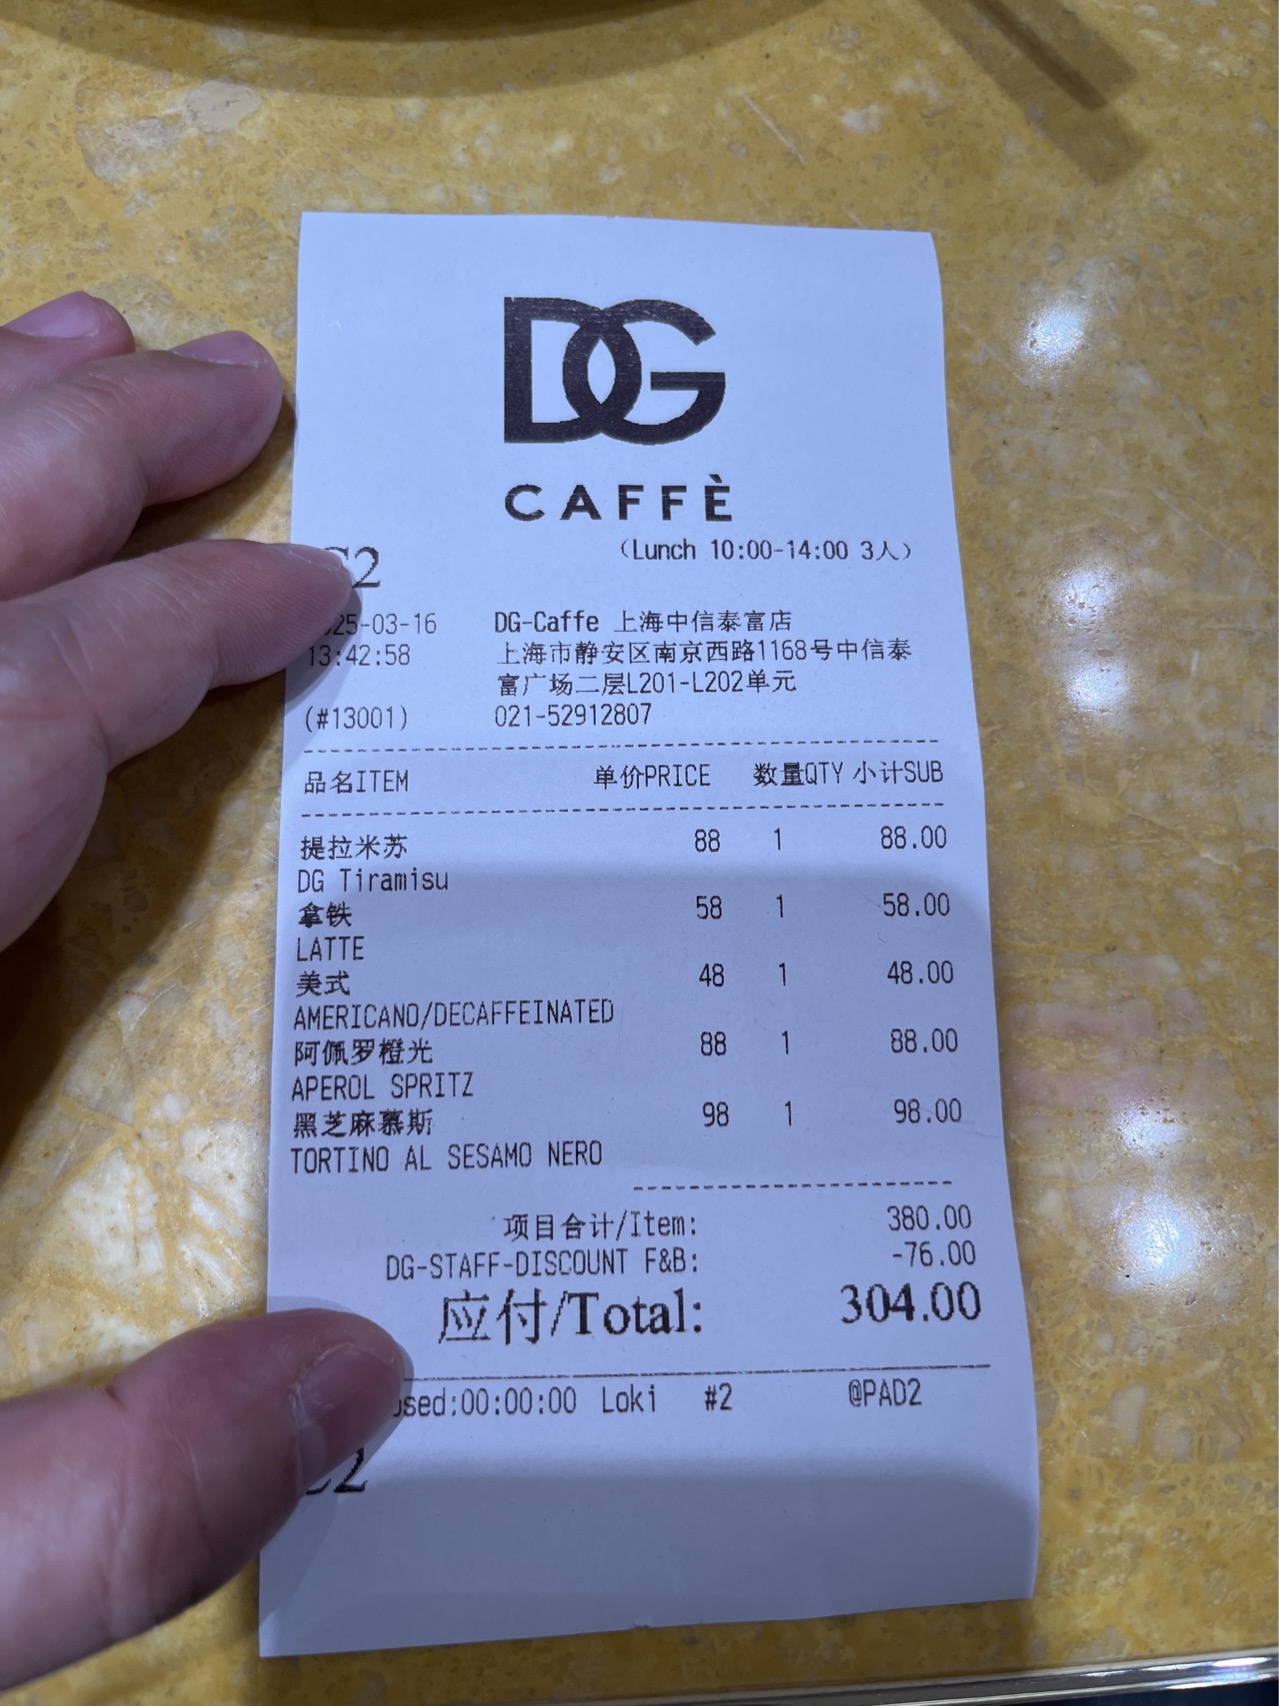 DG
CAFFÈ
(Lunch 10:00-14:00 3人)
-03-16
13:42:58
(#13001)
DG-Caffe 上海中信泰富店
上海市静安区南京西路1168号中信泰
富广场二层L201-L202单元
021-52912807
品名ITEM 单价PRICE 数量QTY 小计SUB
提拉米苏 88 1 88.00
DG Tiramisu
拿铁 58 1 58.00
LATTE
美式 48 1 48.00
AMERICANO/DECAFFEINATED
阿佩罗橙光 88 1 88.00
APEROL SPRITZ
黑芝麻慕斯 98 1 98.00
TORTINO AL SESAMO NERO
项目合计/Item: 380.00
DG-STAFF-DISCOUNT F&B: -76.00
应付/Total: 304.00
osed:00:00:00 Loki #2 @PAD2